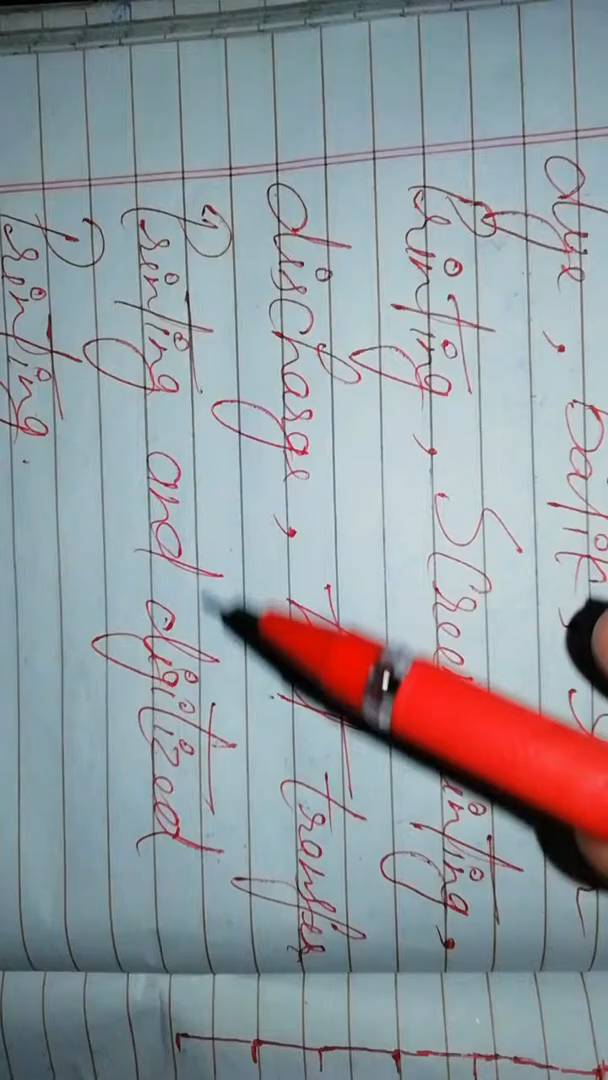 dye, Batik,
Printing, Screen printing,
discharge, transfer
Printing and digitized
Printing.